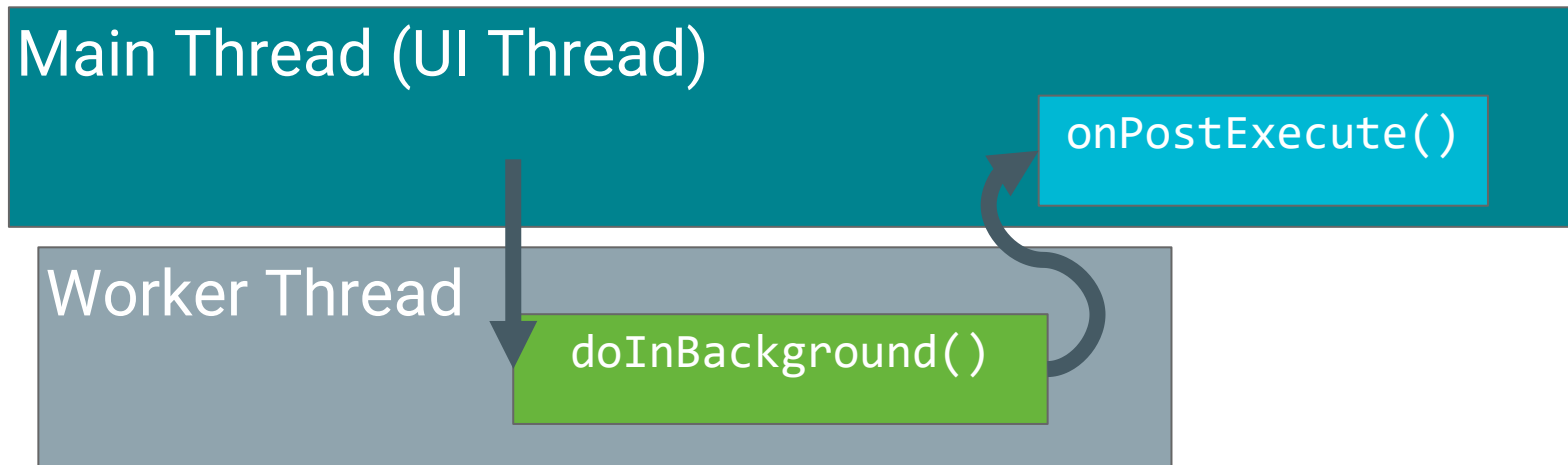 Main Thread (UI Thread)
onPostExecute()
Worker Thread
doInBackground()